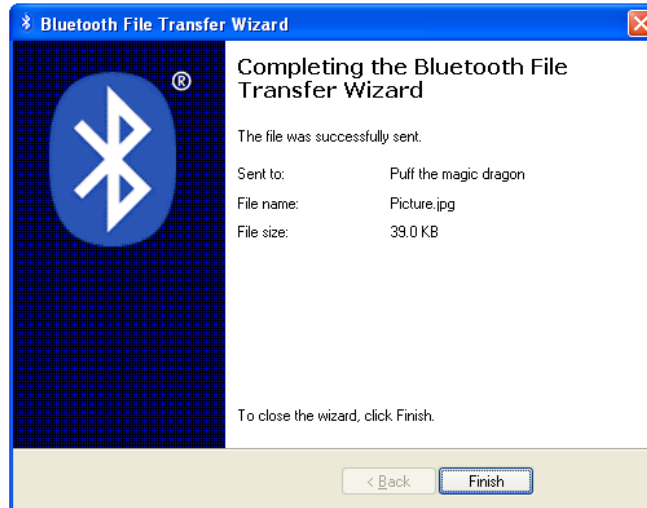 Bluetooth File Transfer Wizard
®
Completing the Bluetooth File
Transfer Wizard
The file was successfully sent.
Sent to: Puff the magic dragon
File name: Picture.jpg
File size: 39.0 KB
To close the wizard, click Finish.
< Back Finish